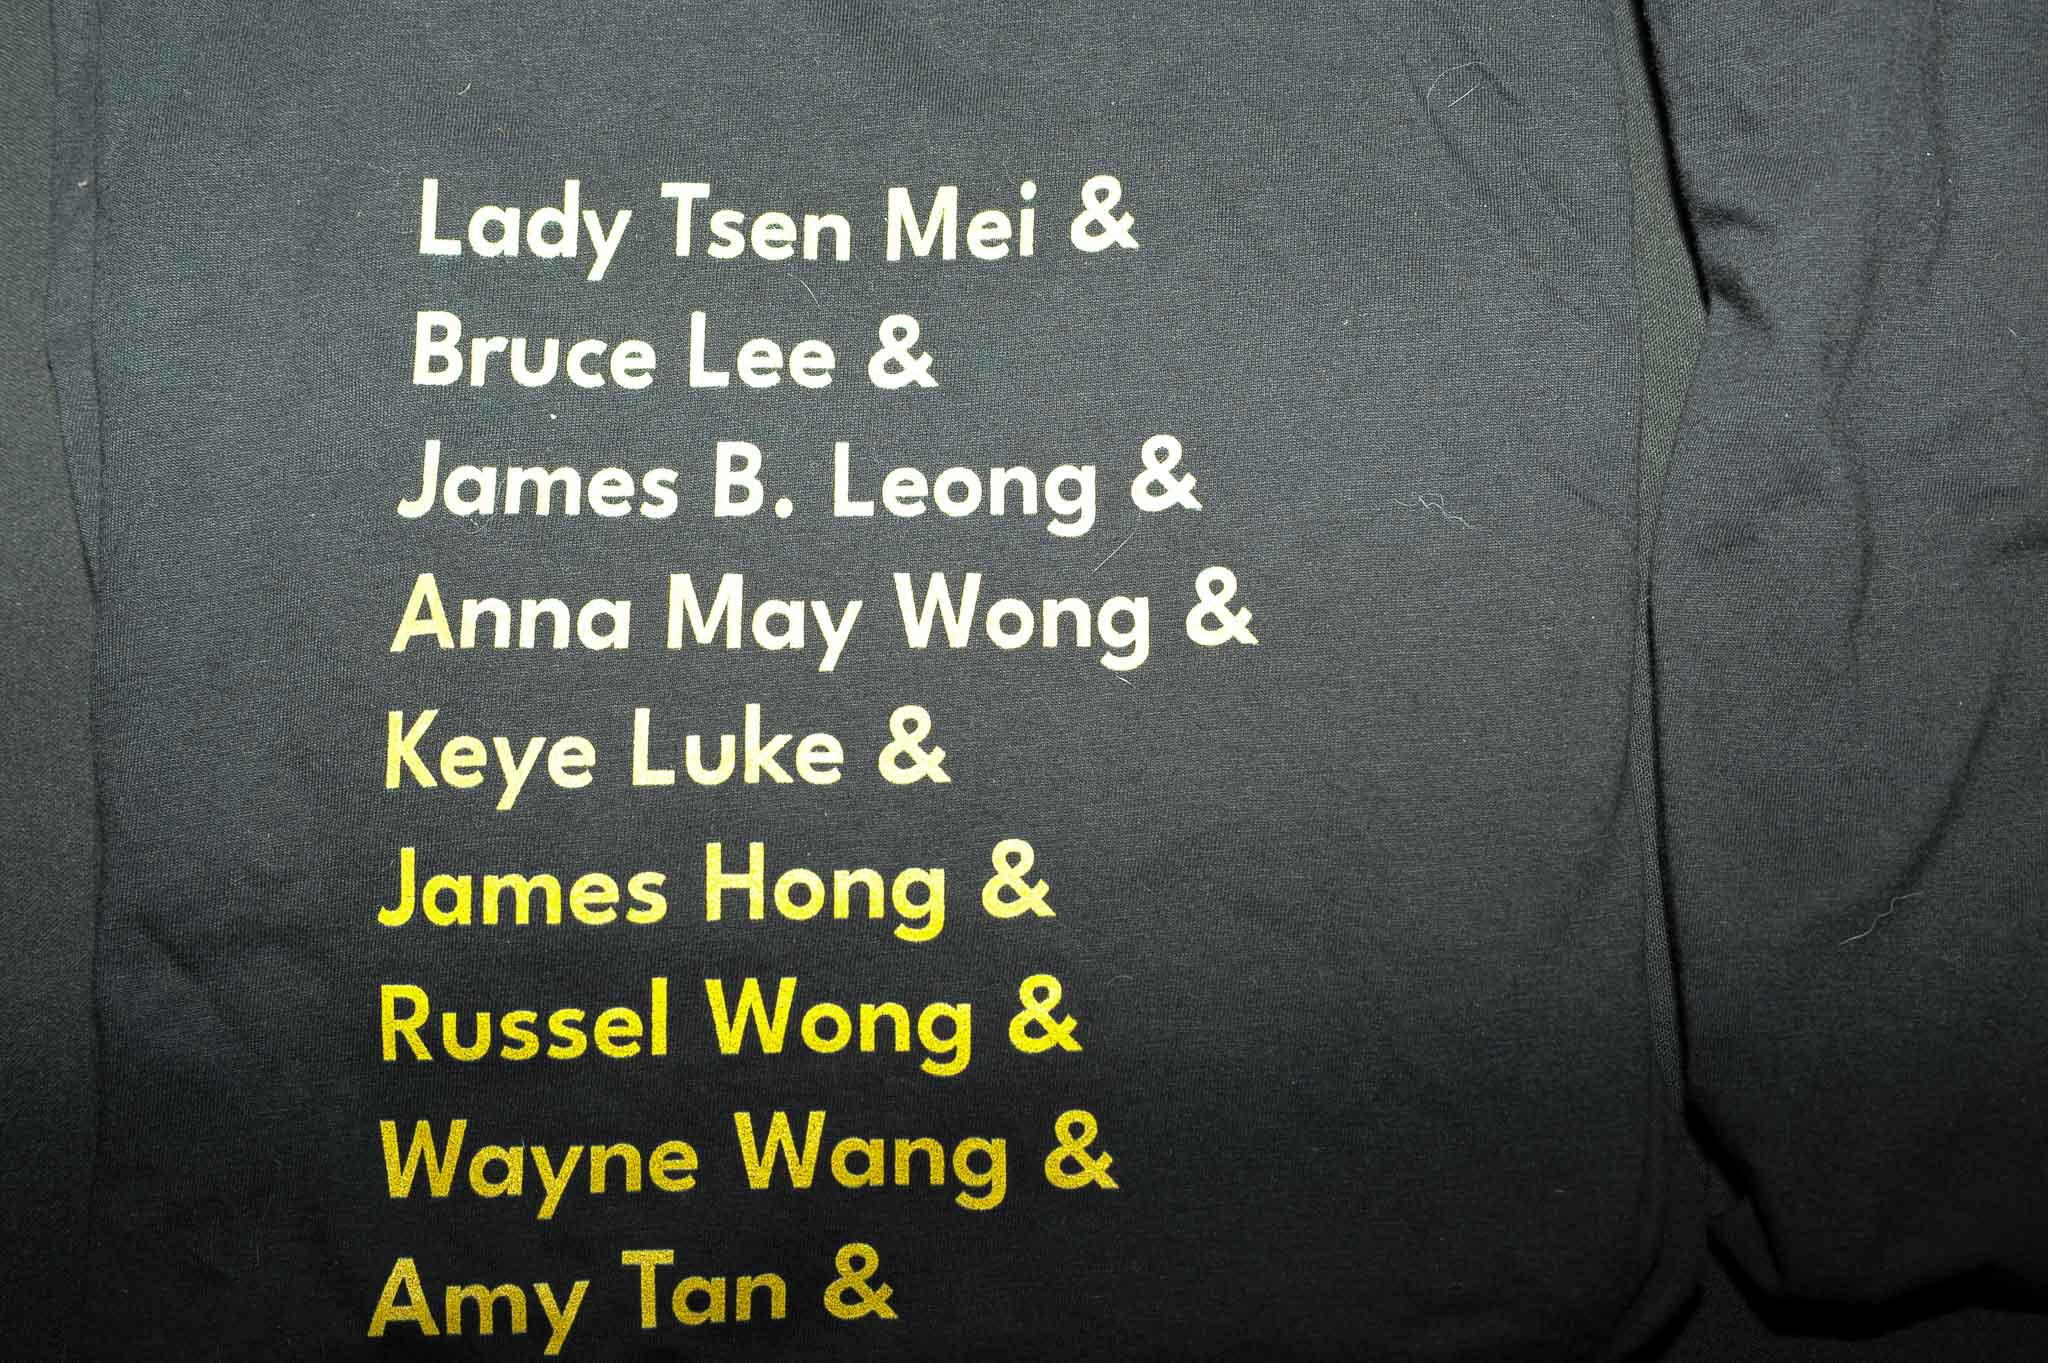 Lady Tsen Mei &
Bruce Lee &
James B. Leong &
Anna May Wong &
Keye Luke &
James Hong &
Russel Wong &
Wayne Wang &
Amy Tan &